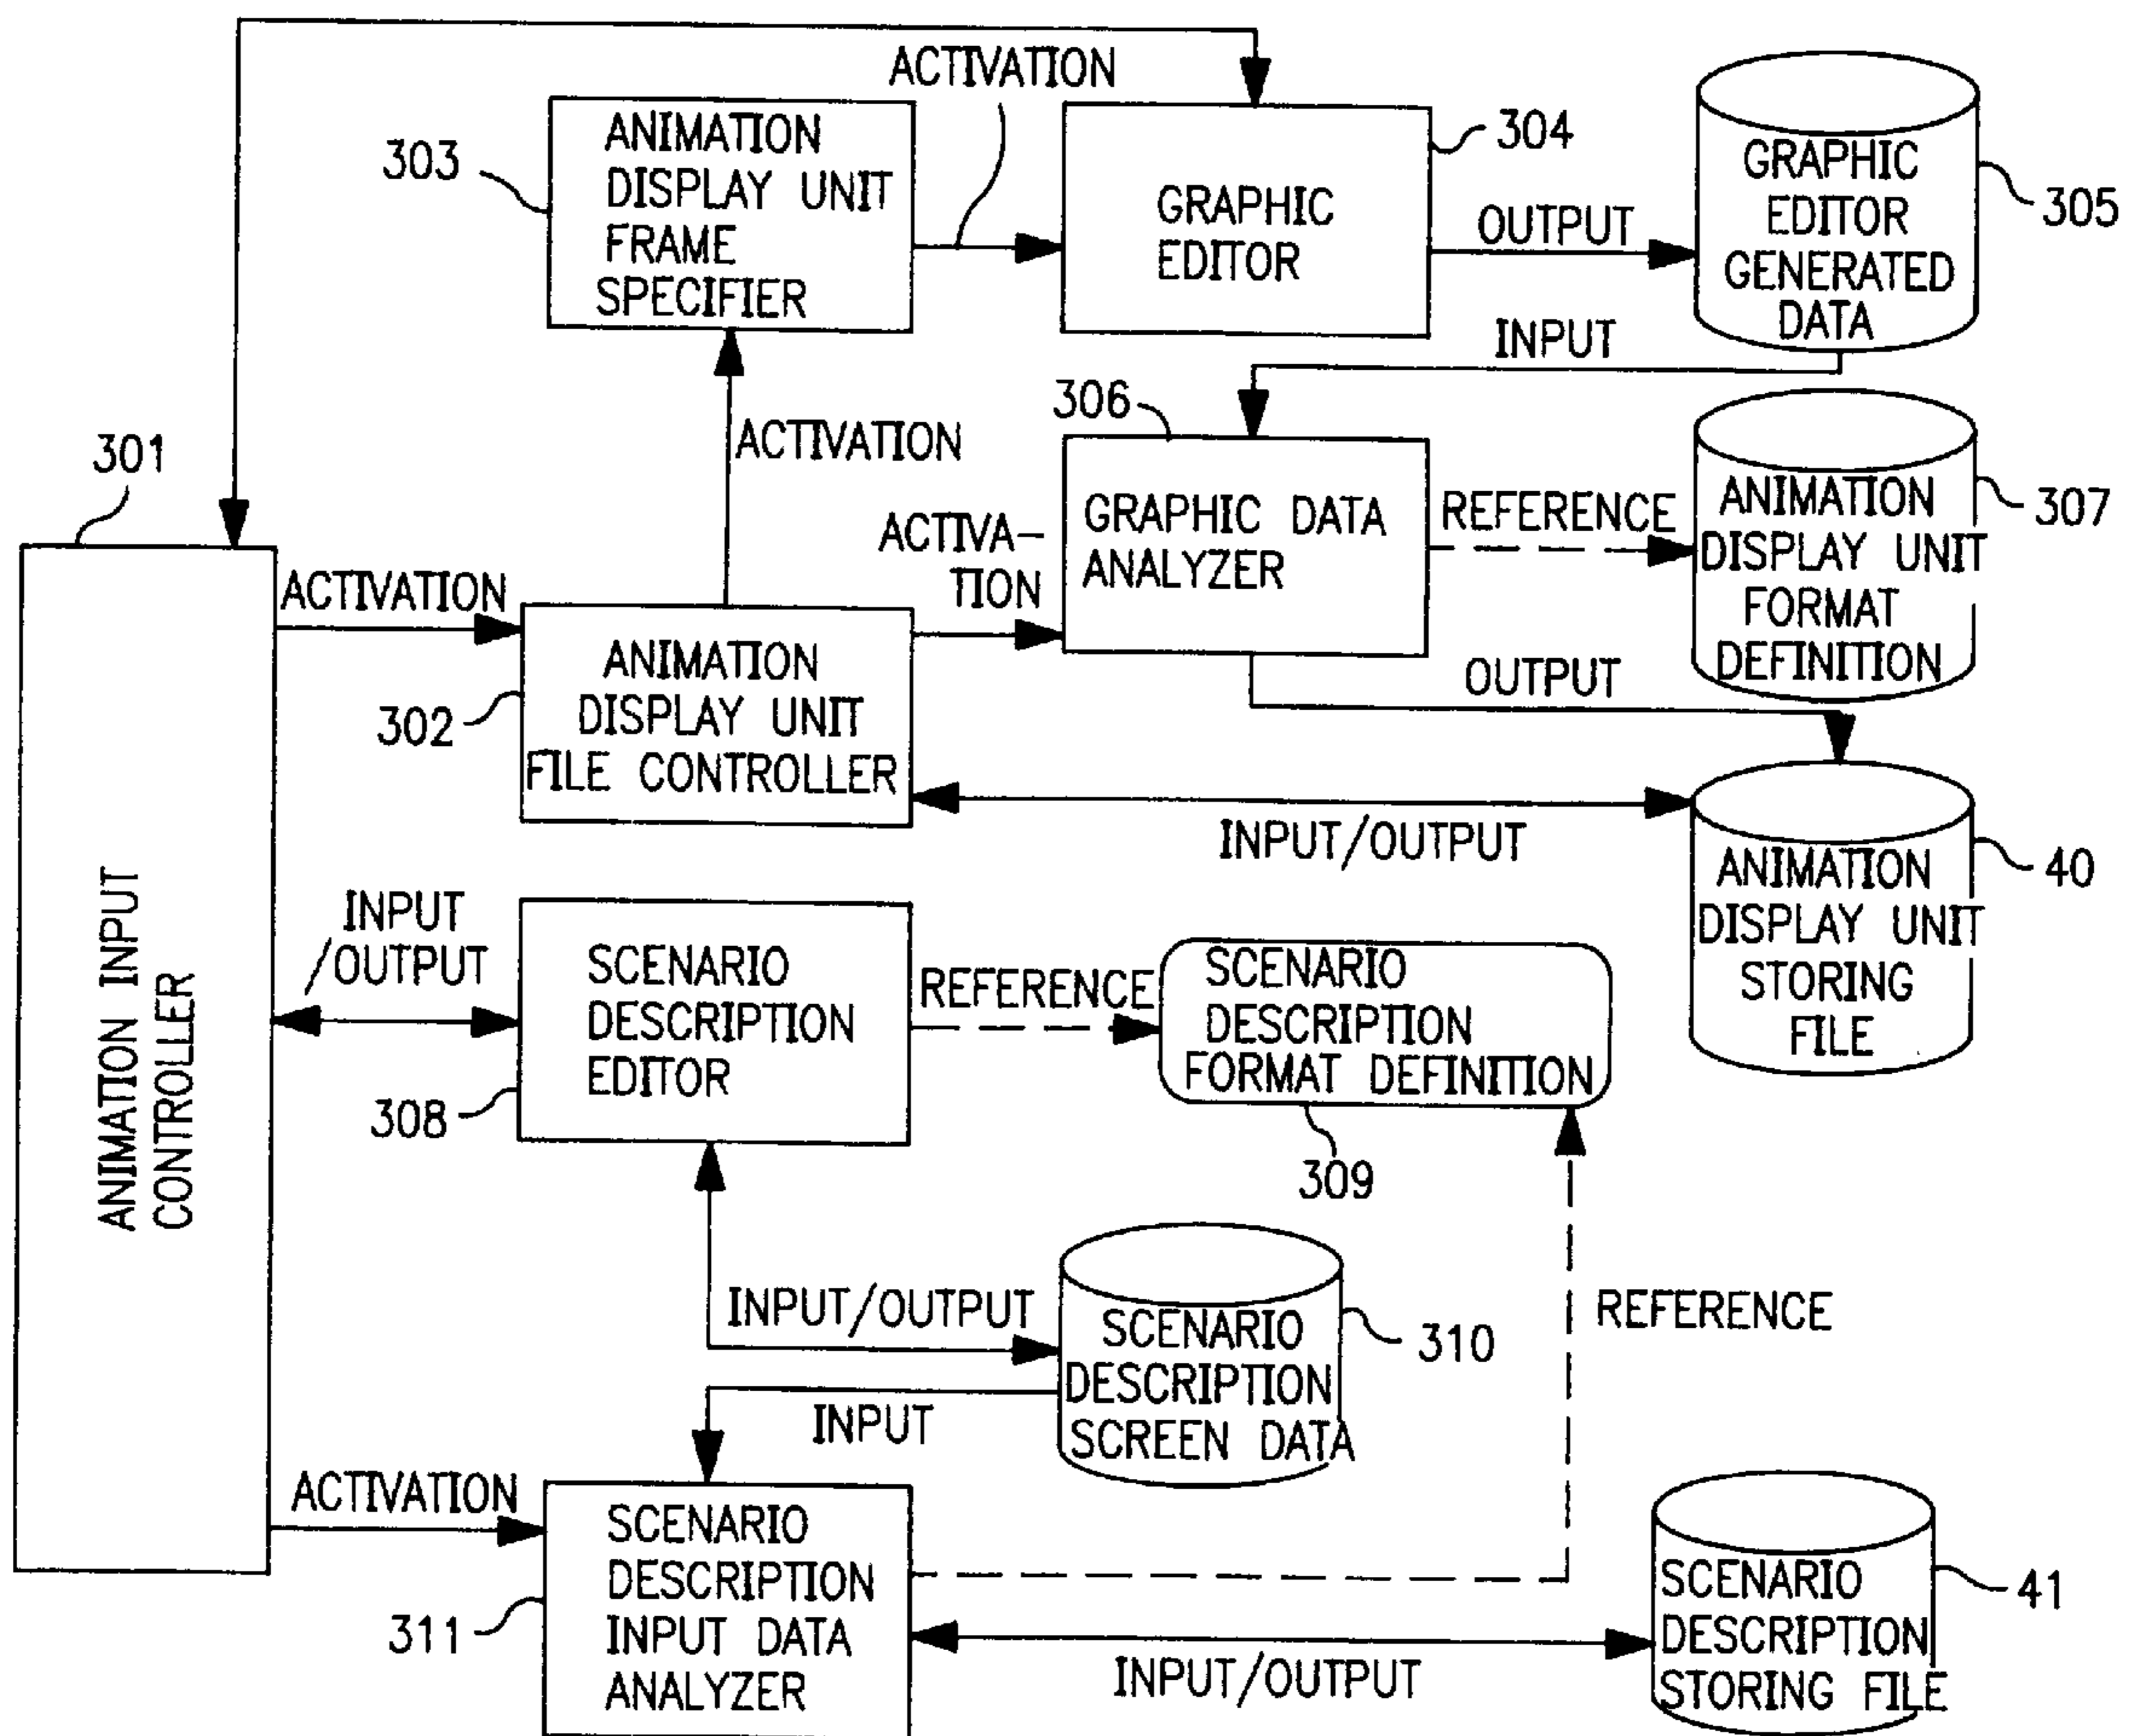 ACTIVATION
303
ANIMATION
DISPLAY UNIT
FRAME
SPECIFIER
304
GRAPHIC
EDITOR
OUTPUT
GRAPHIC
EDITOR
GENERATED
DATA
305
INPUT
ACTIVATION
306
GRAPHIC DATA
ANALYZER
REFERENCE
ANIMATION
DISPLAY UNIT
FORMAT
DEFINITION
307
301
ANIMATION INPUT
CONTROLLER
ACTIVATION
302
ANIMATION
DISPLAY UNIT
FILE CONTROLLER
ACTIVA-
TION
OUTPUT
INPUT/OUTPUT
ANIMATION
DISPLAY UNIT
STORING
FILE
40
INPUT
/OUTPUT
308
SCENARIO
DESCRIPTION
EDITOR
REFERENCE
SCENARIO
DESCRIPTION
FORMAT DEFINITION
309
INPUT/OUTPUT
SCENARIO
DESCRIPTION
SCREEN DATA
310
REFERENCE
INPUT
ACTIVATION
311
SCENARIO
DESCRIPTION
INPUT DATA
ANALYZER
INPUT/OUTPUT
SCENARIO
DESCRIPTION
STORING FILE
41